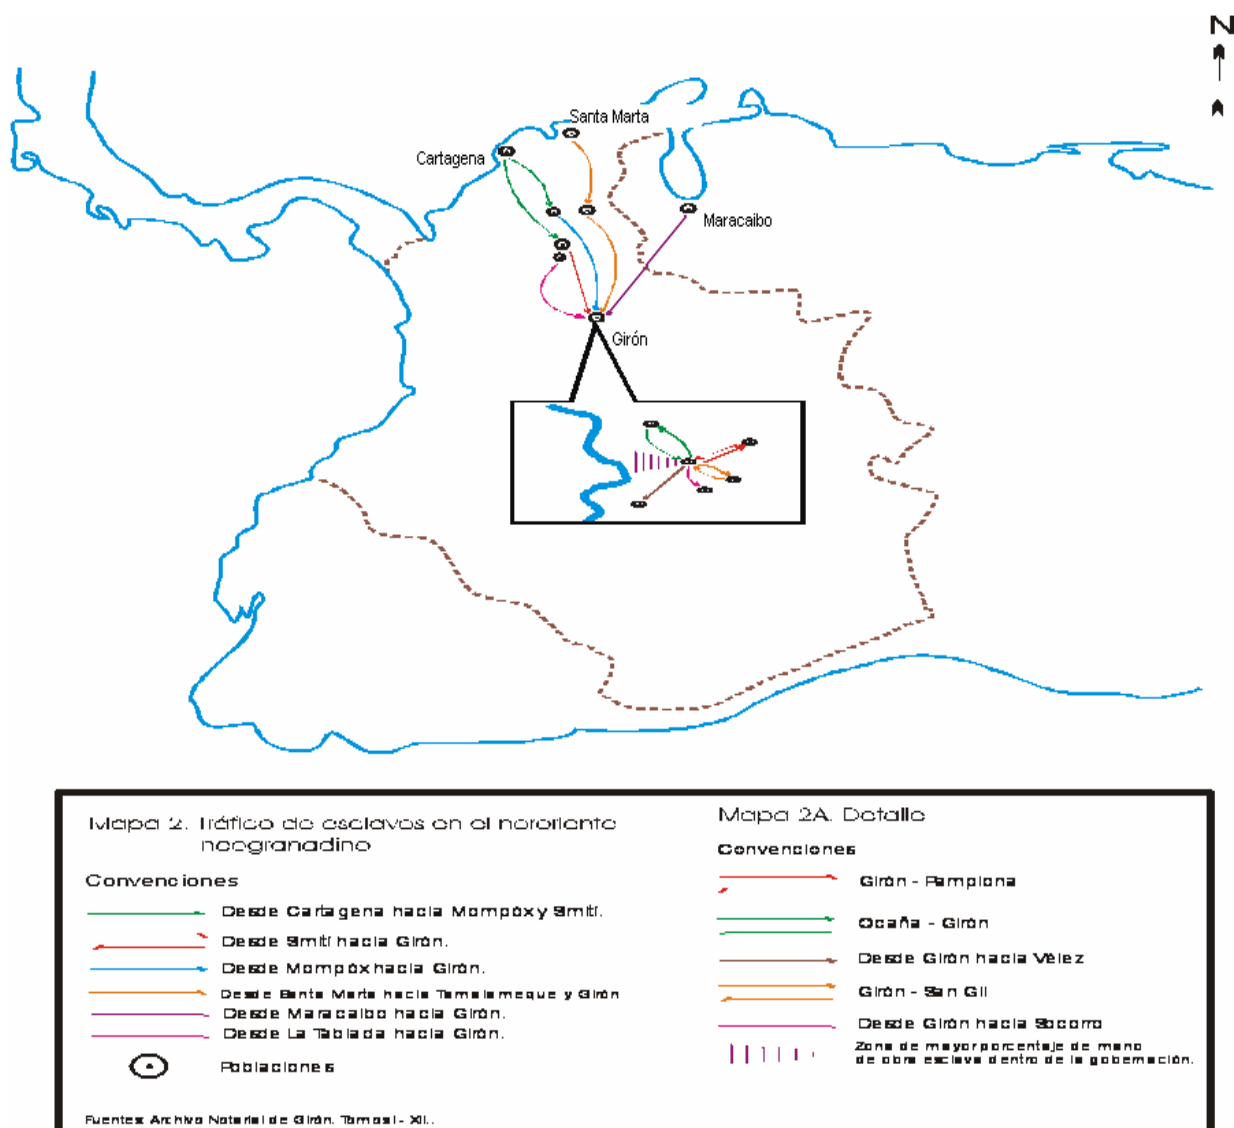 N
Santa Marta
Cartagena
Maracaibo
Girón
Mapa 2. Tráfico de esclavos en el nororiente
neogranadino
Convenciones
Desde Cartagena hacia Mompóx y Smití.
Desde Smití hacia Girón.
Desde Mompóx hacia Girón.
Desde Santa Marta hacia Tamalameque y Girón
Desde Maracaibo hacia Girón.
Desde La Tablada hacia Girón.
Poblaciones
Fuentes: Archivo Notarial de Girón. Tomos I - XII..
Mapa 2A. Detalle
Convenciones
Girón - Pamplona
Ocaña - Girón
Desde Girón hacia Vélez
Girón - San Gil
Desde Girón hacia Socorro
Zona de mayor porcentaje de mano
de obra esclava dentro de la gobernación.